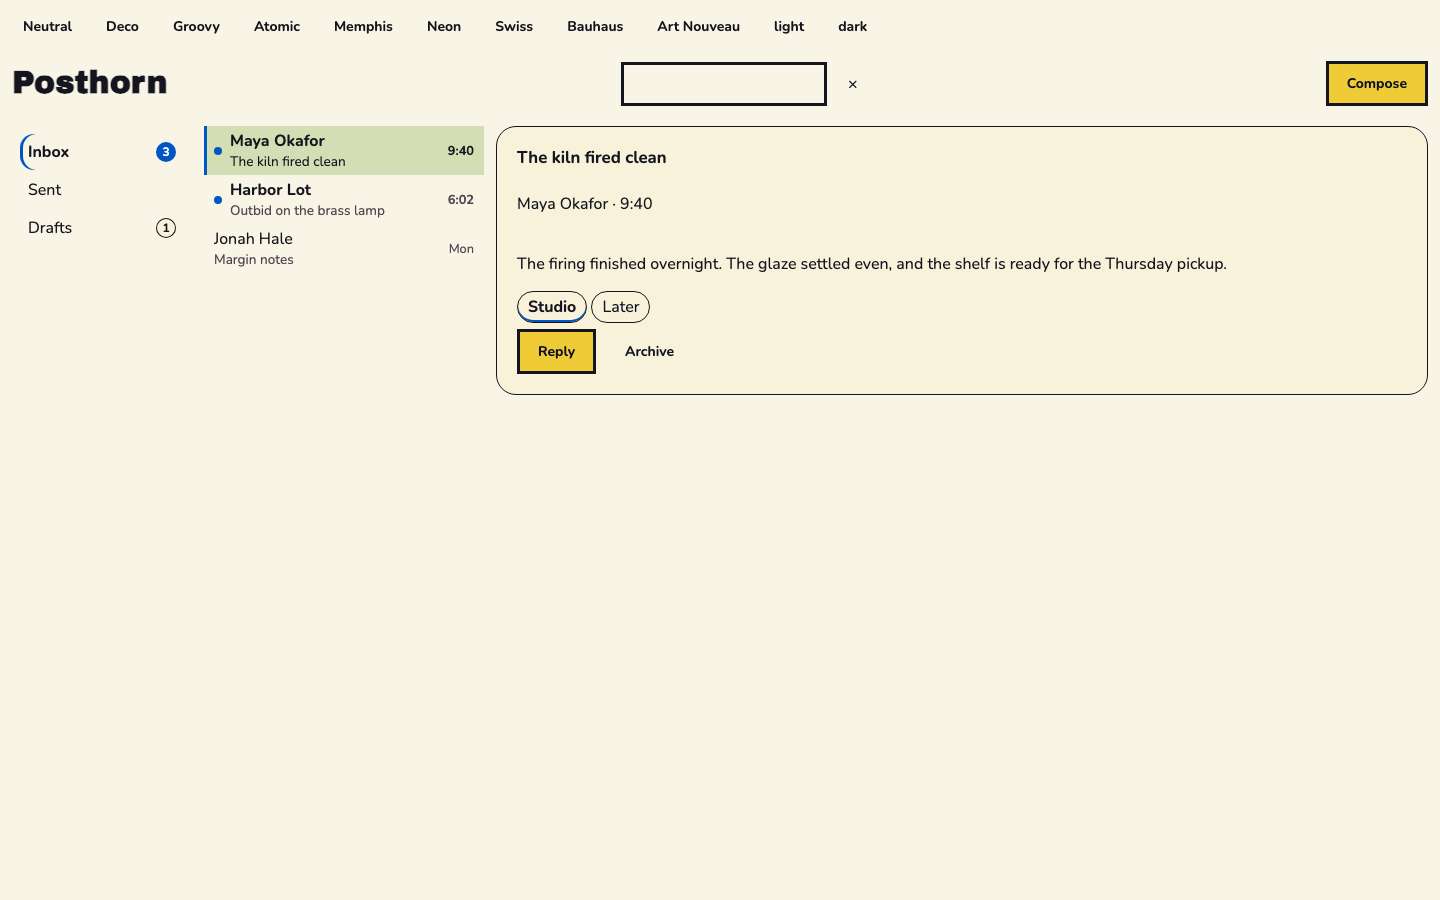 Neutral Deco Groovy Atomic Memphis Neon Swiss Bauhaus Art Nouveau light dark
Posthorn
×
Compose
Inbox 3
Sent
Drafts 1
Maya Okafor
The kiln fired clean
9:40
Harbor Lot
Outbid on the brass lamp
6:02
Jonah Hale
Margin notes
Mon
The kiln fired clean
Maya Okafor · 9:40
The firing finished overnight. The glaze settled even, and the shelf is ready for the Thursday pickup.
Studio Later
Reply Archive